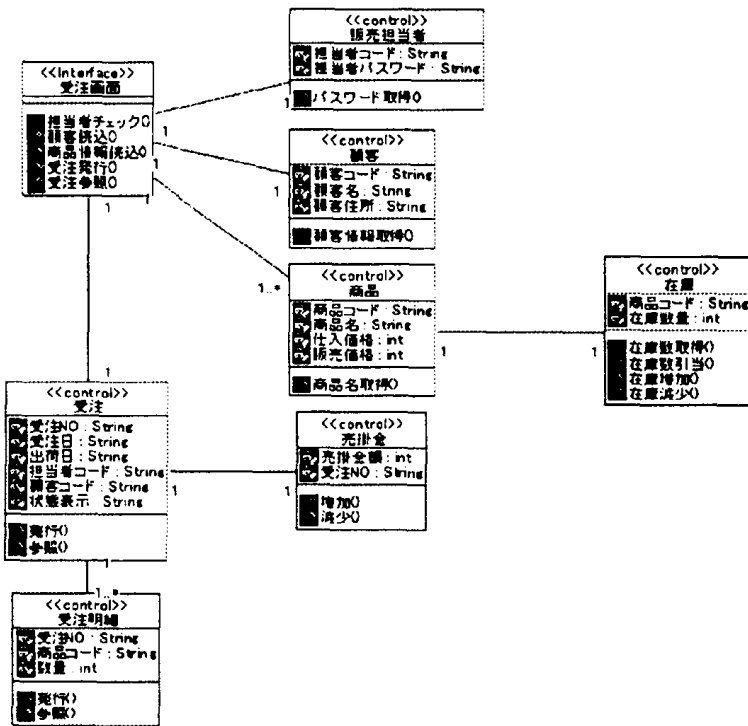 <<control>>
販売担当者
担当者コード : String
担当者パスワード : String
パスワード取得()
<<Interface>>
受注画面
担当者チェック()
顧客読込()
商品情報読込()
受注発行()
受注参照()
1
1
1
1
1
<<control>>
顧客
顧客コード : String
顧客名 : String
顧客住所 : String
顧客情報取得()
1
1..*
<<control>>
商品
商品コード : String
商品名 : String
仕入価格 : int
販売価格 : int
商品名取得()
1
1
<<control>>
在庫
商品コード : String
在庫数量 : int
在庫数取得()
在庫数引当()
在庫増加()
在庫減少()
1
<<control>>
受注
受注NO : String
受注日 : String
出荷日 : String
担当者コード : String
顧客コード : String
状態表示 : String
発行()
参照()
1
1
<<control>>
売掛金
売掛金額 : int
受注NO : String
増加()
減少()
1
1..*
<<control>>
受注明細
受注NO : String
商品コード : String
数量 : int
発行()
参照()